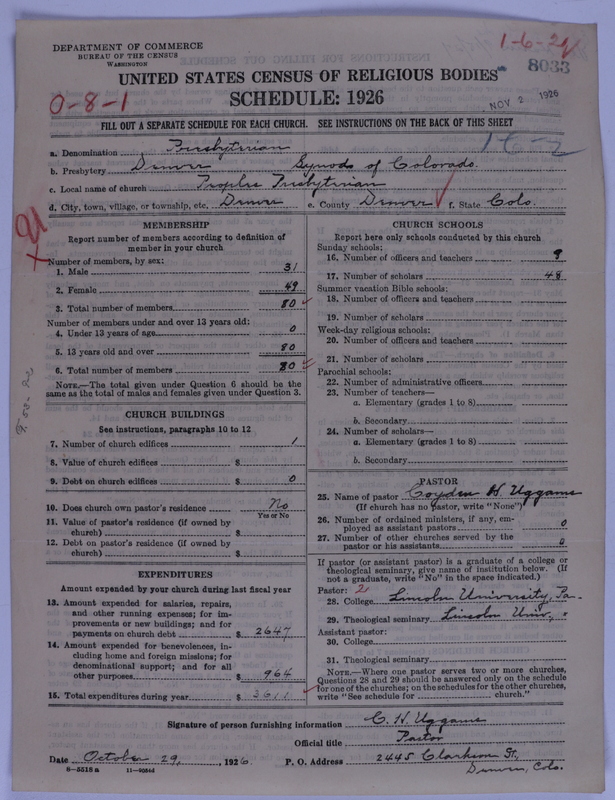 DEPARTMENT OF COMMERCE
BUREAU OF THE CENSUS
WASHINGTON
1-6-24
8033
UNITED STATES CENSUS OF RELIGIOUS BODIES
0-8-1
SCHEDULE: 1926
NOV 2 1926
FILL OUT A SEPARATE SCHEDULE FOR EACH CHURCH. SEE INSTRUCTIONS ON THE BACK OF THIS SHEET
a. Denomination Presbyterian
b. Presbytery Denver Synods of Colorado.
c. Local name of church Peoples Presbyterian
d. City, town, village, or township, etc. Denver e. County Denver f. State Colo.
MEMBERSHIP
Report number of members according to definition of
member in your church
Number of members, by sex:
1. Male 31
2. Female 49
3. Total number of members 80
Number of members under and over 13 years old:
4. Under 13 years of age 0
5. 13 years old and over 80
6. Total number of members 80
NOTE.—The total given under Question 6 should be
same as the total of males and females given under Question 3.
CHURCH BUILDINGS
See instructions, paragraphs 10 to 12
7. Number of church edifices 1
8. Value of church edifices $
9. Debt on church edifices $ 0
10. Does church own pastor's residence No
Yes or No
11. Value of pastor's residence (if owned by
church) $
12. Debt on pastor's residence (if owned by
church) $
EXPENDITURES
Amount expended by your church during last fiscal year
13. Amount expended for salaries, repairs,
and other running expenses; for im-
provements or new buildings; and for
payments on church debt $ 2647
14. Amount expended for benevolences, in-
cluding home and foreign missions; for
denominational support; and for all
other purposes $ 964
15. Total expenditures during year $ 3611
CHURCH SCHOOLS
Report here only schools conducted by this church
Sunday schools:
16. Number of officers and teachers 9
17. Number of scholars 48
Summer vacation Bible schools:
18. Number of officers and teachers
19. Number of scholars
Week-day religious schools:
20. Number of officers and teachers
21. Number of scholars
Parochial schools:
22. Number of administrative officers
23. Number of teachers—
a. Elementary (grades 1 to 8)
b. Secondary
24. Number of scholars—
a. Elementary (grades 1 to 8)
b. Secondary
PASTOR
25. Name of pastor Coyden H. Uggams
(If church has no pastor, write "None")
26. Number of ordained ministers, if any, em-
ployed as assistant pastors 0
27. Number of other churches served by the
pastor or his assistants 0
If pastor (or assistant pastor) is a graduate of a college or
theological seminary, give name of institution below. (If
not a graduate, write "No" in the space indicated.)
Pastor: 2
28. College Lincoln University, Pa.
29. Theological seminary Lincoln Univ., "
Assistant pastor:
30. College
31. Theological seminary
NOTE.—Where one pastor serves two or more churches,
Questions 28 and 29 should be answered only on the schedule
for one of the churches; on the schedules for the other churches,
write "See schedule for church."
Signature of person furnishing information C. H. Uggams
Official title Pastor
Date October 29, 1926 P. O. Address 2445 Clarkson St,
8-5518 a
Denver, Colo.